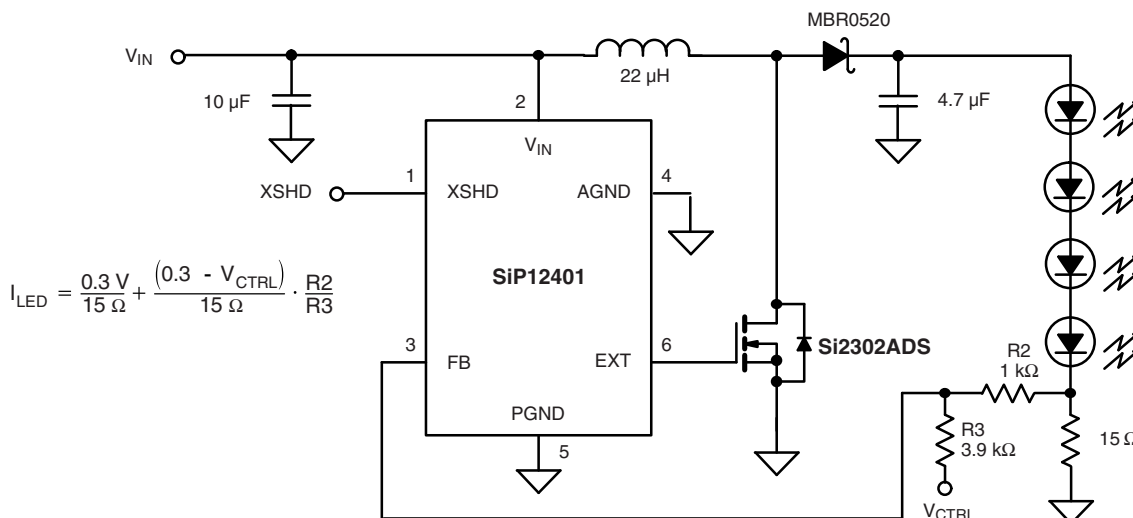 MBR0520
V_IN
22 µH
10 µF
2
4.7 µF
V_IN
1
4
XSHD
XSHD
AGND
SiP12401
I_LED = 0.3 V / 15 Ω + (0.3 - V_CTRL) / 15 Ω · R2 / R3
3
6
Si2302ADS
FB
EXT
R2
1 kΩ
PGND
5
R3
3.9 kΩ
15 Ω
V_CTRL